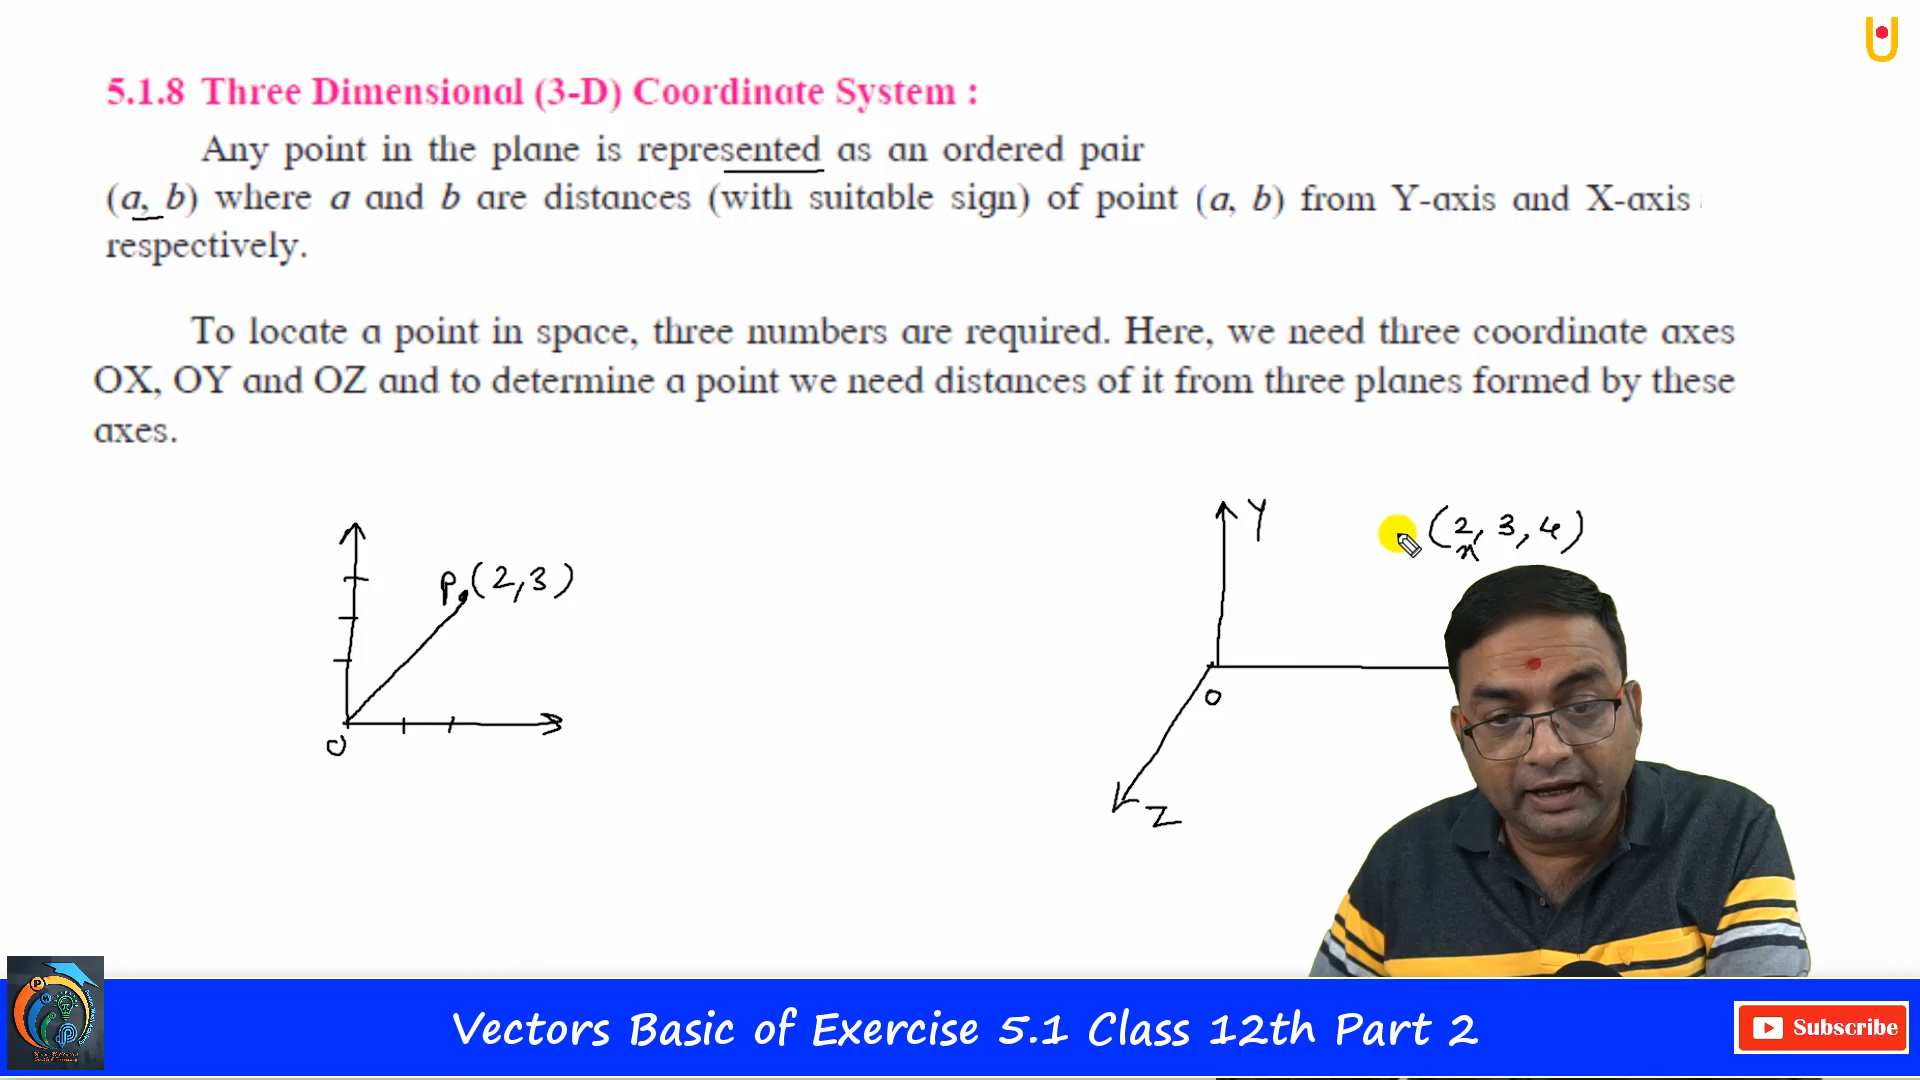 5.1.8 Three Dimensional (3-D) Coordinate System :
Any point in the plane is represented as an ordered pair
(a, b) where a and b are distances (with suitable sign) of point (a, b) from Y-axis and X-axis
respectively.
To locate a point in space, three numbers are required. Here, we need three coordinate axes
OX, OY and OZ and to determine a point we need distances of it from three planes formed by these
axes.
Y
(2, 3, 4)
x
P (2,3)
O
O
Z
Vectors Basic of Exercise 5.1 Class 12th Part 2
Subscribe